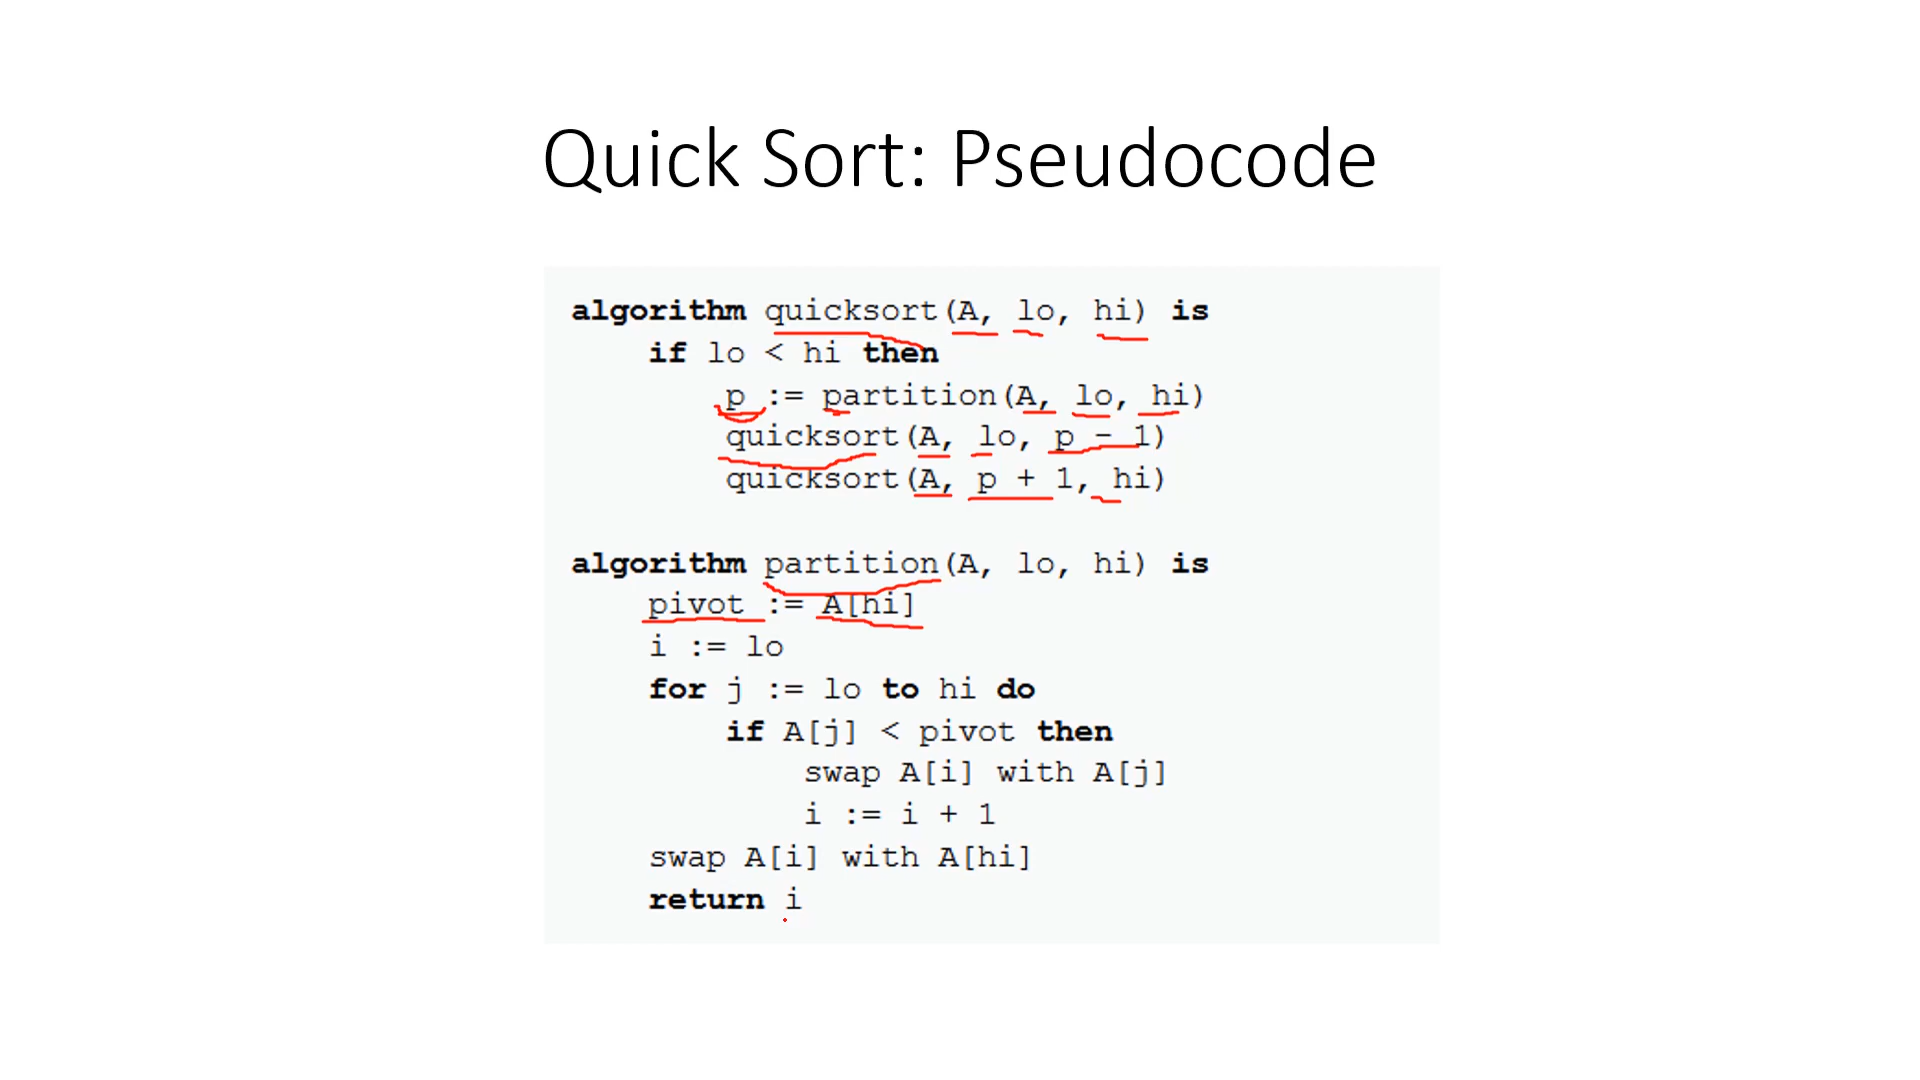 Quick Sort: Pseudocode
algorithm quicksort(A, lo, hi) is
if lo < hi then
p := partition(A, lo, hi)
quicksort(A, lo, p - 1)
quicksort(A, p + 1, hi)
algorithm partition(A, lo, hi) is
pivot := A[hi]
i := lo
for j := lo to hi do
if A[j] < pivot then
swap A[i] with A[j]
i := i + 1
swap A[i] with A[hi]
return i